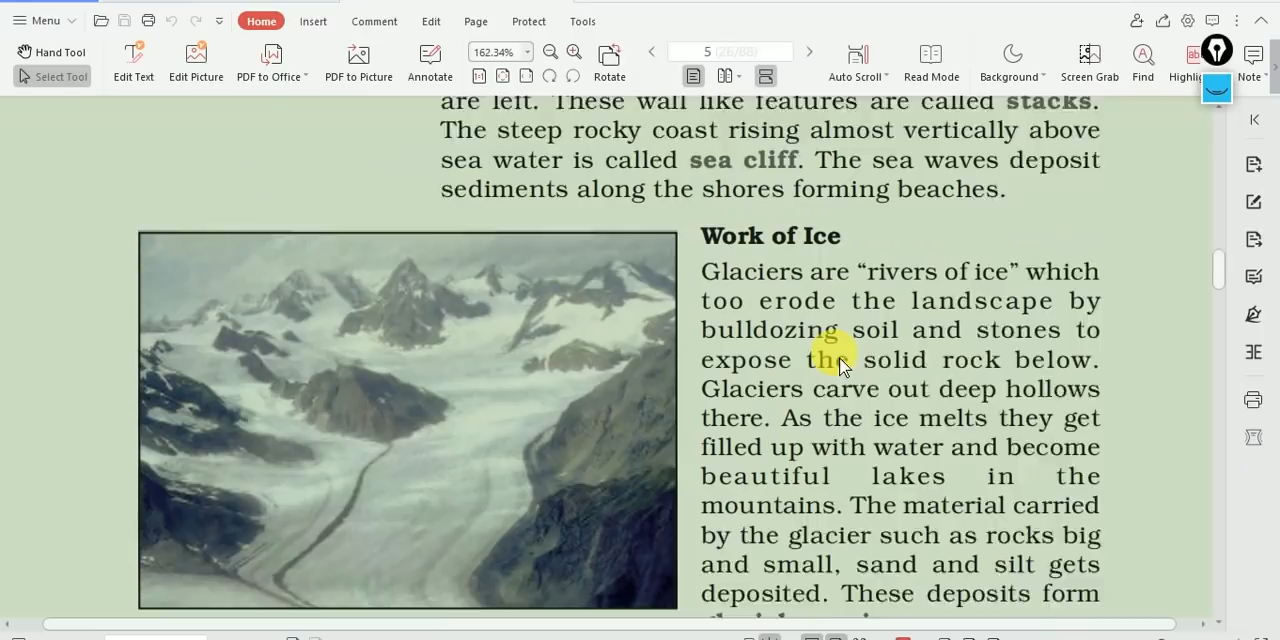 Menu
Home
Insert
Comment
Edit
Page
Protect
Tools
Hand Tool
Select Tool
Edit Text
Edit Picture
PDF to Office
PDF to Picture
Annotate
162.34%
Rotate
5 (26/88)
Auto Scroll
Read Mode
Background
Screen Grab
Find
Note
are left. These wall like features are called stacks.
The steep rocky coast rising almost vertically above
sea water is called sea cliff. The sea waves deposit
sediments along the shores forming beaches.
Work of Ice
Glaciers are “rivers of ice” which
too erode the landscape by
bulldozing soil and stones to
expose the solid rock below.
Glaciers carve out deep hollows
there. As the ice melts they get
filled up with water and become
beautiful lakes in the
mountains. The material carried
by the glacier such as rocks big
and small, sand and silt gets
deposited. These deposits form